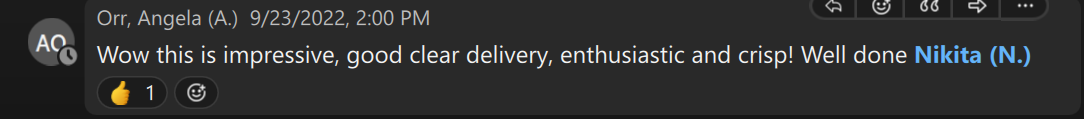 AO
Orr, Angela (A.) 9/23/2022, 2:00 PM
Wow this is impressive, good clear delivery, enthusiastic and crisp! Well done Nikita (N.)
👍 1